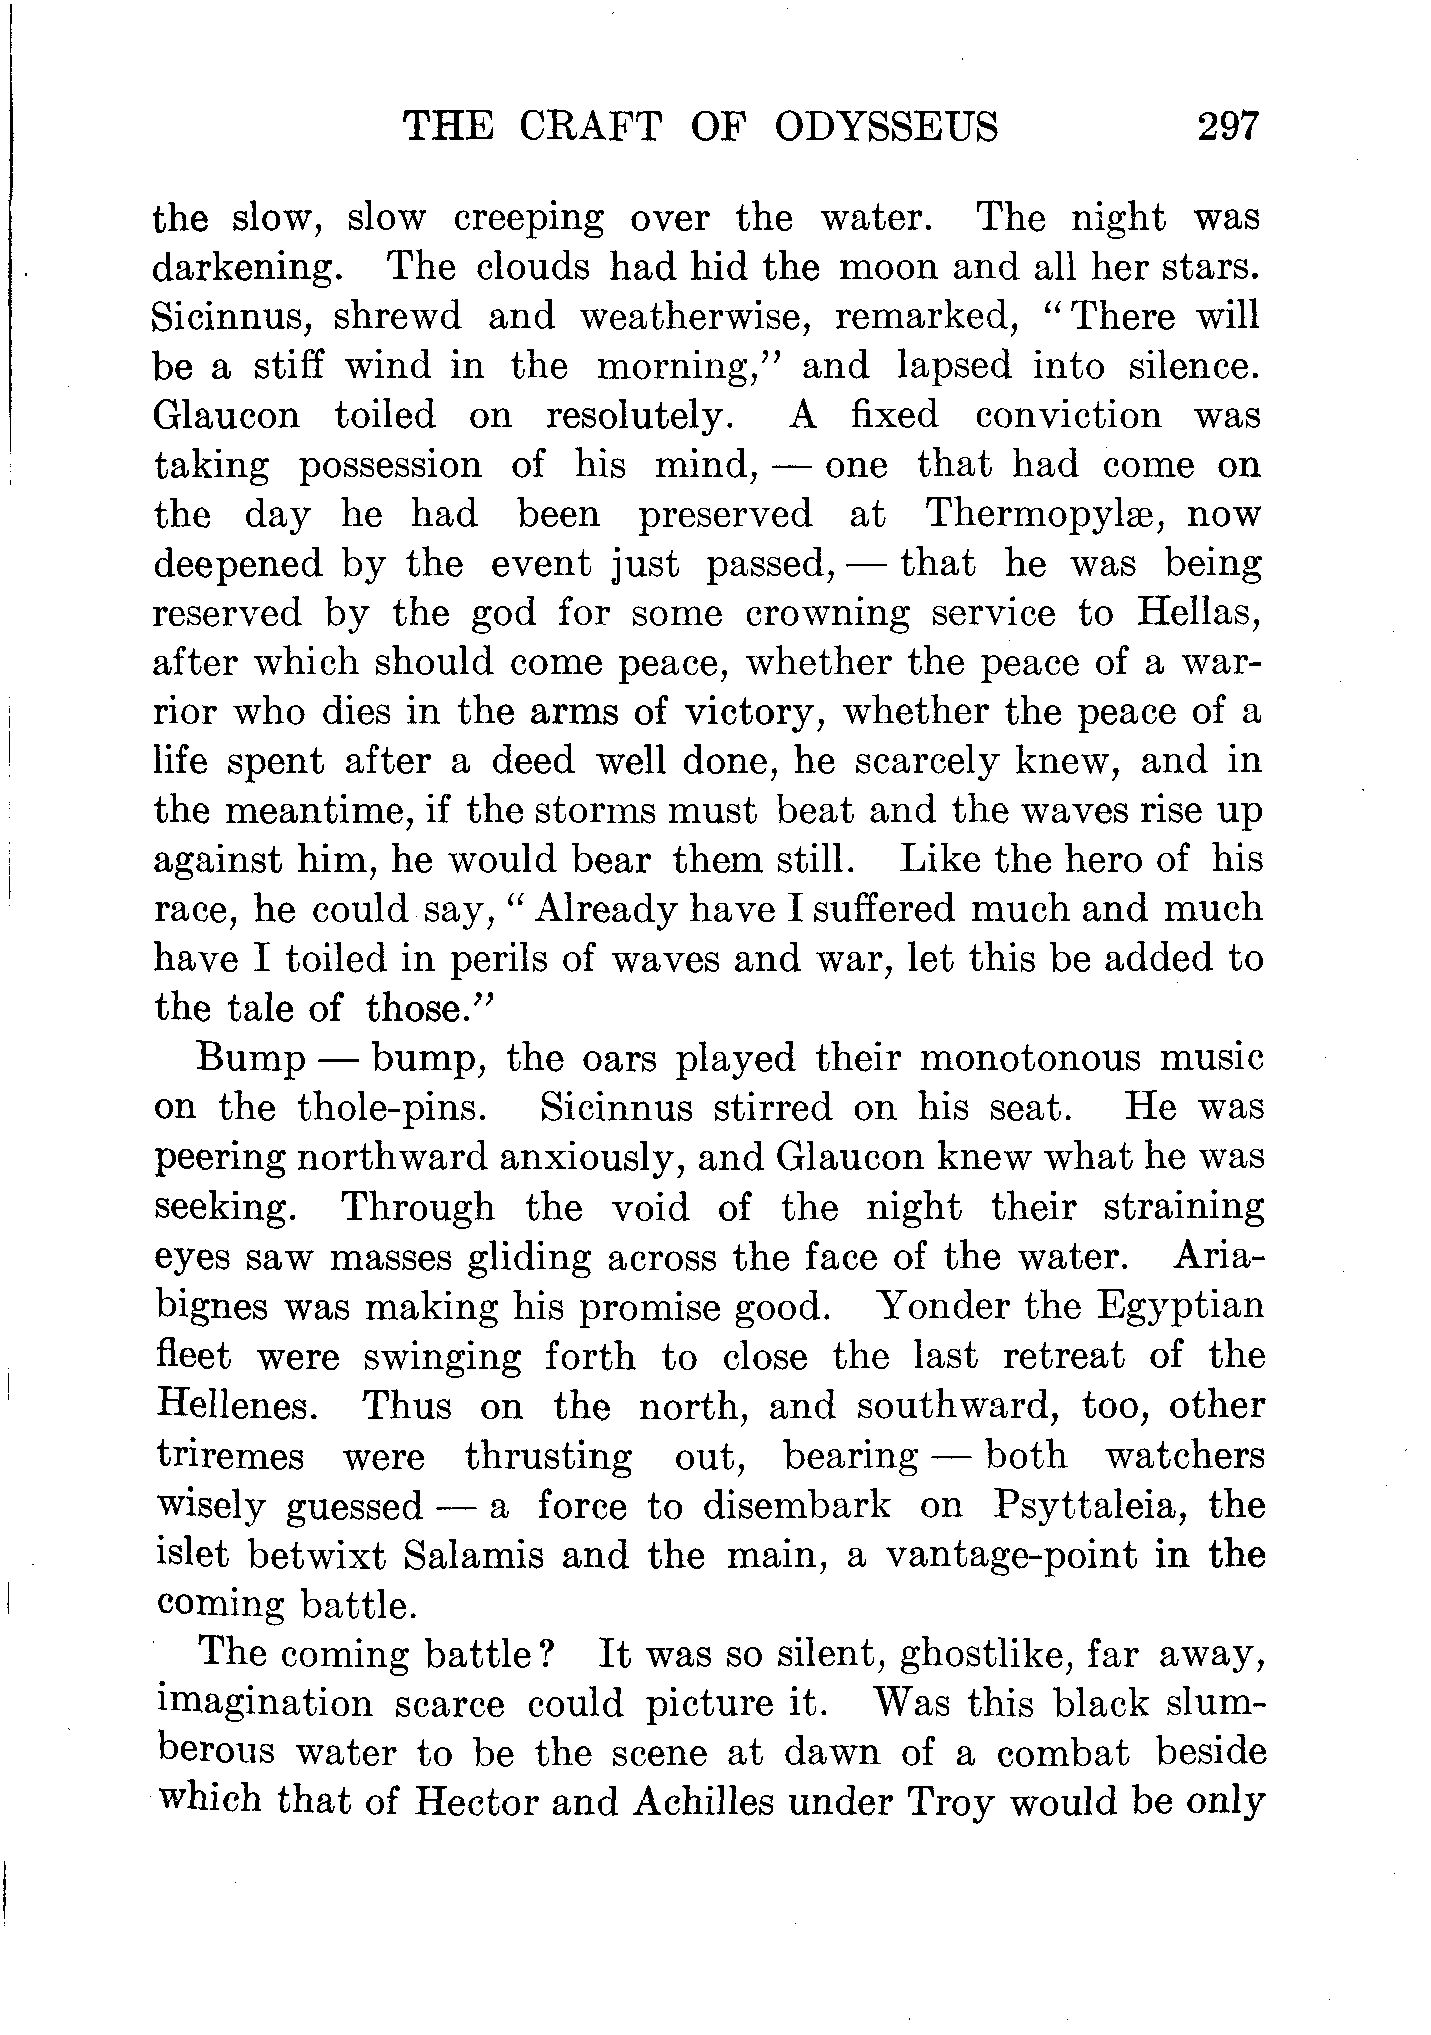 THE CRAFT OF ODYSSEUS 297
the slow, slow creeping over the water. The night was
darkening. The clouds had hid the moon and all her stars.
Sicinnus, shrewd and weatherwise, remarked, “There will
be a stiff wind in the morning,” and lapsed into silence.
Glaucon toiled on resolutely. A fixed conviction was
taking possession of his mind, — one that had come on
the day he had been preserved at Thermopylæ, now
deepened by the event just passed, — that he was being
reserved by the god for some crowning service to Hellas,
after which should come peace, whether the peace of a war-
rior who dies in the arms of victory, whether the peace of a
life spent after a deed well done, he scarcely knew, and in
the meantime, if the storms must beat and the waves rise up
against him, he would bear them still. Like the hero of his
race, he could say, “Already have I suffered much and much
have I toiled in perils of waves and war, let this be added to
the tale of those.”
Bump — bump, the oars played their monotonous music
on the thole-pins. Sicinnus stirred on his seat. He was
peering northward anxiously, and Glaucon knew what he was
seeking. Through the void of the night their straining
eyes saw masses gliding across the face of the water. Aria-
bignes was making his promise good. Yonder the Egyptian
fleet were swinging forth to close the last retreat of the
Hellenes. Thus on the north, and southward, too, other
triremes were thrusting out, bearing — both watchers
wisely guessed — a force to disembark on Psyttaleia, the
islet betwixt Salamis and the main, a vantage-point in the
coming battle.
The coming battle? It was so silent, ghostlike, far away,
imagination scarce could picture it. Was this black slum-
berous water to be the scene at dawn of a combat beside
which that of Hector and Achilles under Troy would be only